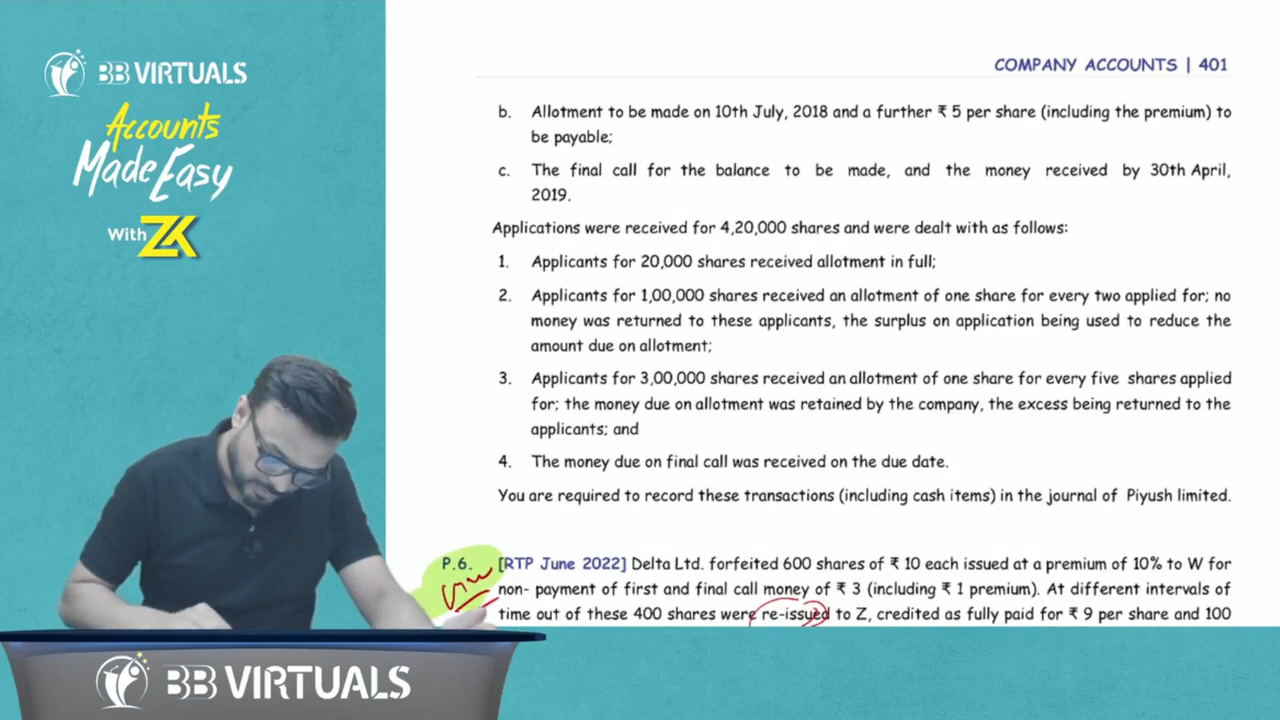 BB VIRTUALS
Accounts
Made Easy
With ZK
COMPANY ACCOUNTS | 401
b. Allotment to be made on 10th July, 2018 and a further ₹ 5 per share (including the premium) to
be payable;
c. The final call for the balance to be made, and the money received by 30th April,
2019.
Applications were received for 4,20,000 shares and were dealt with as follows:
1. Applicants for 20,000 shares received allotment in full;
2. Applicants for 1,00,000 shares received an allotment of one share for every two applied for; no
money was returned to these applicants, the surplus on application being used to reduce the
amount due on allotment;
3. Applicants for 3,00,000 shares received an allotment of one share for every five shares applied
for; the money due on allotment was retained by the company, the excess being returned to the
applicants; and
4. The money due on final call was received on the due date.
You are required to record these transactions (including cash items) in the journal of Piyush limited.
P.6. [RTP June 2022] Delta Ltd. forfeited 600 shares of ₹ 10 each issued at a premium of 10% to W for
non- payment of first and final call money of ₹ 3 (including ₹ 1 premium). At different intervals of
time out of these 400 shares were re-issued to Z, credited as fully paid for ₹ 9 per share and 100
BB VIRTUALS